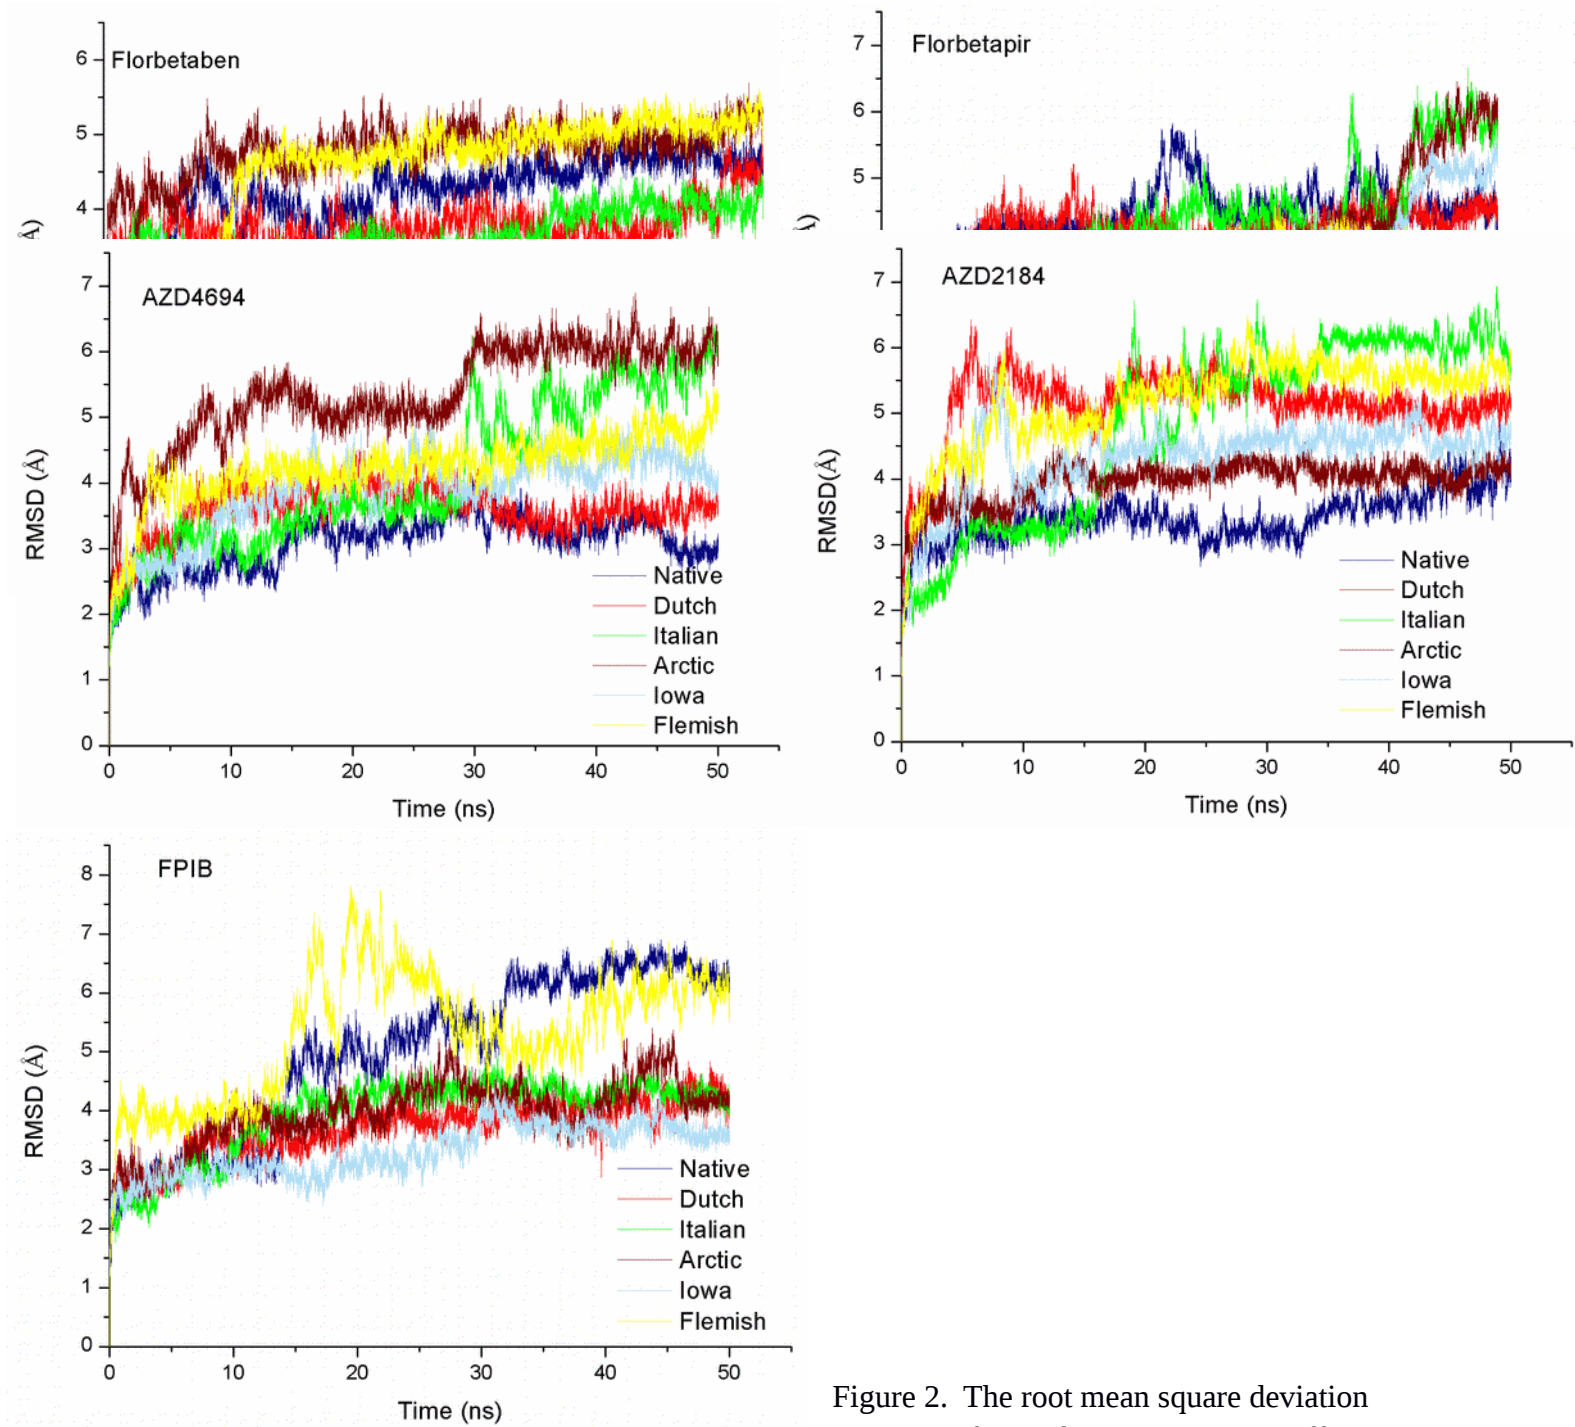 Florbetaben
6
5
4
Å)
Florbetapir
7
6
5
Å)
AZD4694
7
6
5
4
3
2
1
0
RMSD (Å)
Native
Dutch
Italian
Arctic
Iowa
Flemish
0 10 20 30 40 50
Time (ns)
AZD2184
7
6
5
4
3
2
1
0
RMSD(Å)
Native
Dutch
Italian
Arctic
Iowa
Flemish
0 10 20 30 40 50
Time (ns)
FPIB
8
7
6
5
4
3
2
1
0
RMSD (Å)
Native
Dutch
Italian
Arctic
Iowa
Flemish
0 10 20 30 40 50
Time (ns)
Figure 2. The root mean square deviation